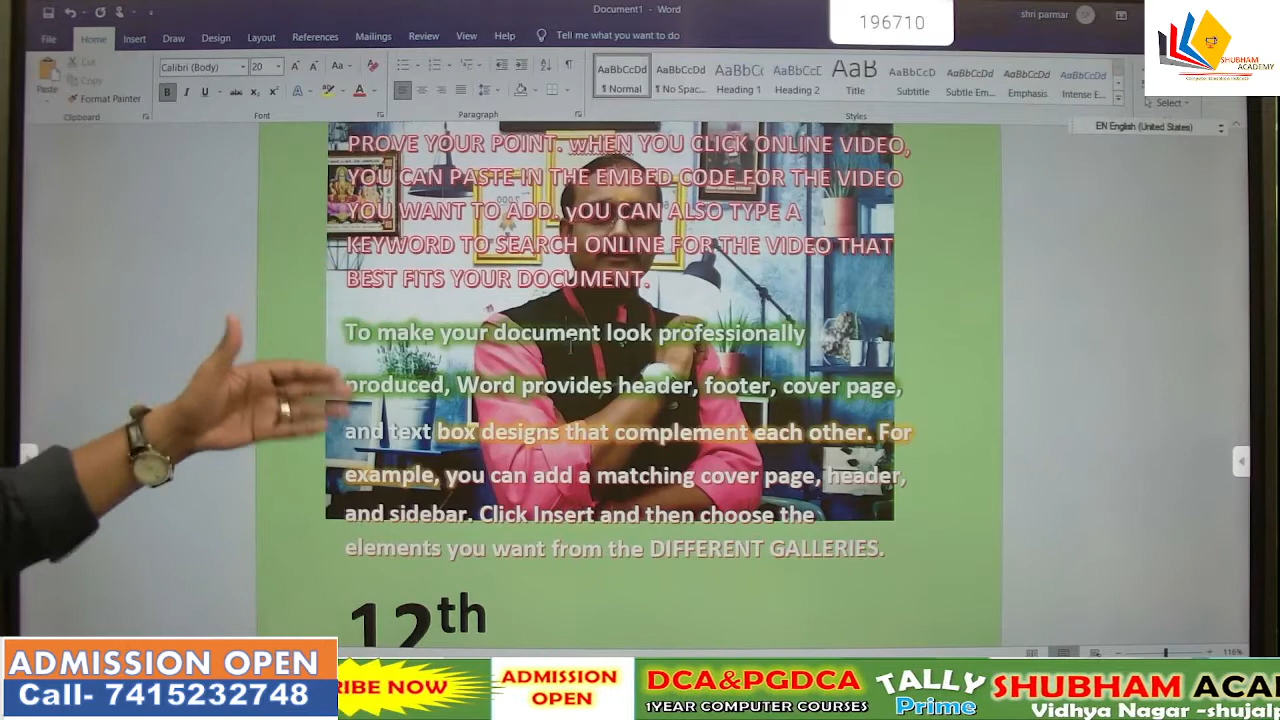 Document1 - Word
shri parmar SP
196710
SHUBHAM
ACADEMY
File Home Insert Draw Design Layout References Mailings Review View Help Tell me what you want to do
Paste
Cut
Copy
Format Painter
Clipboard
Calibri (Body) 20
Font
Paragraph
AaBbCcDd AaBbCcDd AaBbC( AaBbCc[ AaB AaBbCcD AaBbCcDd AaBbCcDd AaBbCcDd
¶ Normal ¶ No Spac... Heading 1 Heading 2 Title Subtitle Subtle Em... Emphasis Intense E...
Styles
Select
EN English (United States)
PROVE YOUR POINT. wHEN YOU CLICK ONLINE VIDEO,
YOU CAN PASTE IN THE EMBED CODE FOR THE VIDEO
YOU WANT TO ADD. yOU CAN ALSO TYPE A
KEYWORD TO SEARCH ONLINE FOR THE VIDEO THAT
BEST FITS YOUR DOCUMENT.
To make your document look professionally
produced, Word provides header, footer, cover page,
and text box designs that complement each other. For
example, you can add a matching cover page, header,
and sidebar. Click Insert and then choose the
elements you want from the DIFFERENT GALLERIES.
12th
116%
ADMISSION OPEN
Call- 7415232748
RIBE NOW
ADMISSION
OPEN
DCA&PGDCA
1YEAR COMPUTER COURSES
TALLY
Prime
SHUBHAM ACA
Vidhya Nagar -shujalp